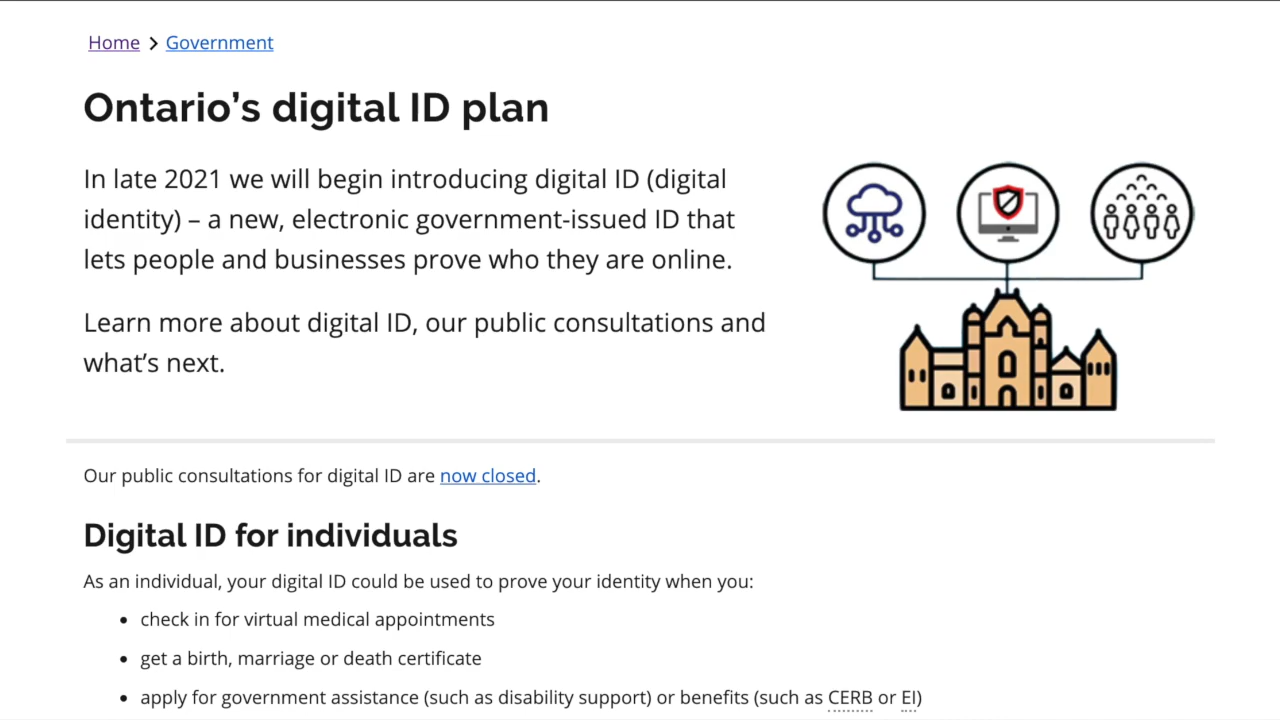 Home > Government
Ontario’s digital ID plan
In late 2021 we will begin introducing digital ID (digital
identity) – a new, electronic government-issued ID that
lets people and businesses prove who they are online.
Learn more about digital ID, our public consultations and
what’s next.
Our public consultations for digital ID are now closed.
Digital ID for individuals
As an individual, your digital ID could be used to prove your identity when you:
• check in for virtual medical appointments
• get a birth, marriage or death certificate
• apply for government assistance (such as disability support) or benefits (such as CERB or EI)